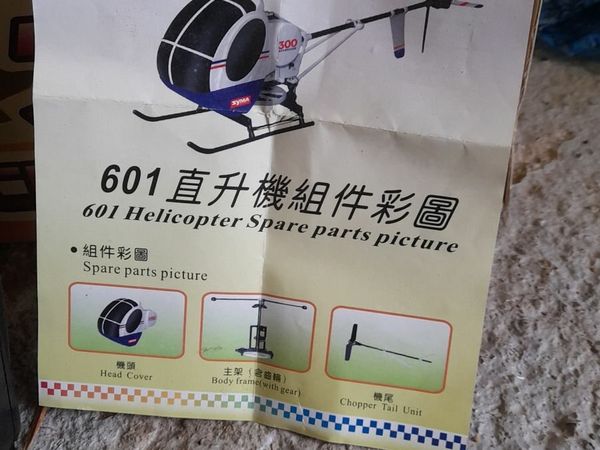 300
SYMA
601直升機組件彩圖
601 Helicopter Spare parts picture
• 組件彩圖
Spare parts picture
機頭
Head Cover
主架（含齒輪）
Body frame(with gear)
機尾
Chopper Tail Unit